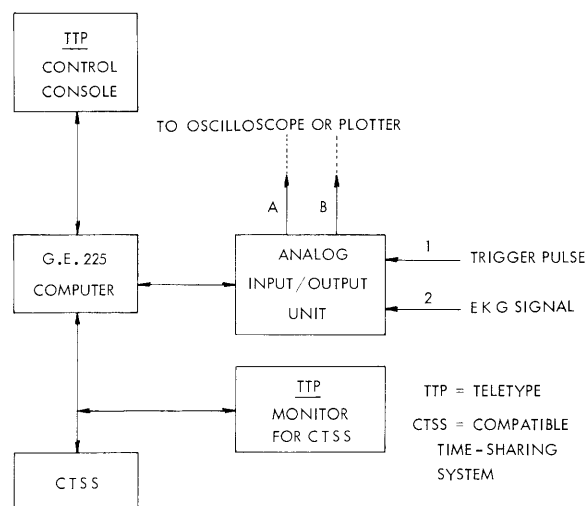 TTP
CONTROL
CONSOLE
TO OSCILLOSCOPE OR PLOTTER
A
B
G.E. 225
COMPUTER
ANALOG
INPUT/OUTPUT
UNIT
1
TRIGGER PULSE
2
EKG SIGNAL
TTP
MONITOR
FOR CTSS
TTP = TELETYPE
CTSS = COMPATIBLE
TIME-SHARING
SYSTEM
CTSS